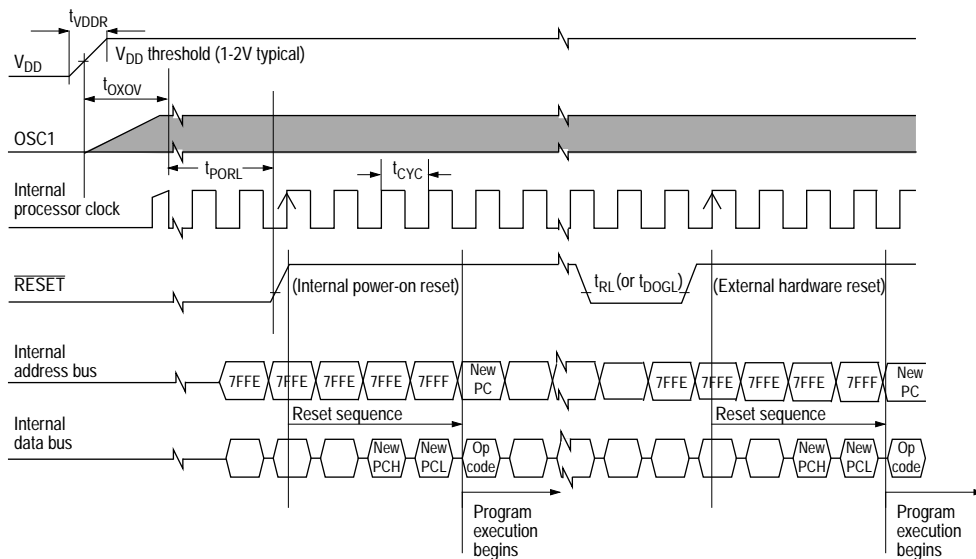 tVDDR
VDD
VDD threshold (1-2V typical)
tOXOV
OSC1
tPORL
tCYC
Internal
processor clock
RESET
(Internal power-on reset)
tRL (or tDOGL)
(External hardware reset)
Internal
address bus
7FFE 7FFE 7FFE 7FFE 7FFF New PC 7FFE 7FFE 7FFE 7FFE 7FFF New PC
Reset sequence
Reset sequence
Internal
data bus
New PCH New PCL Op code New PCH New PCL Op code
Program
execution
begins
Program
execution
begins